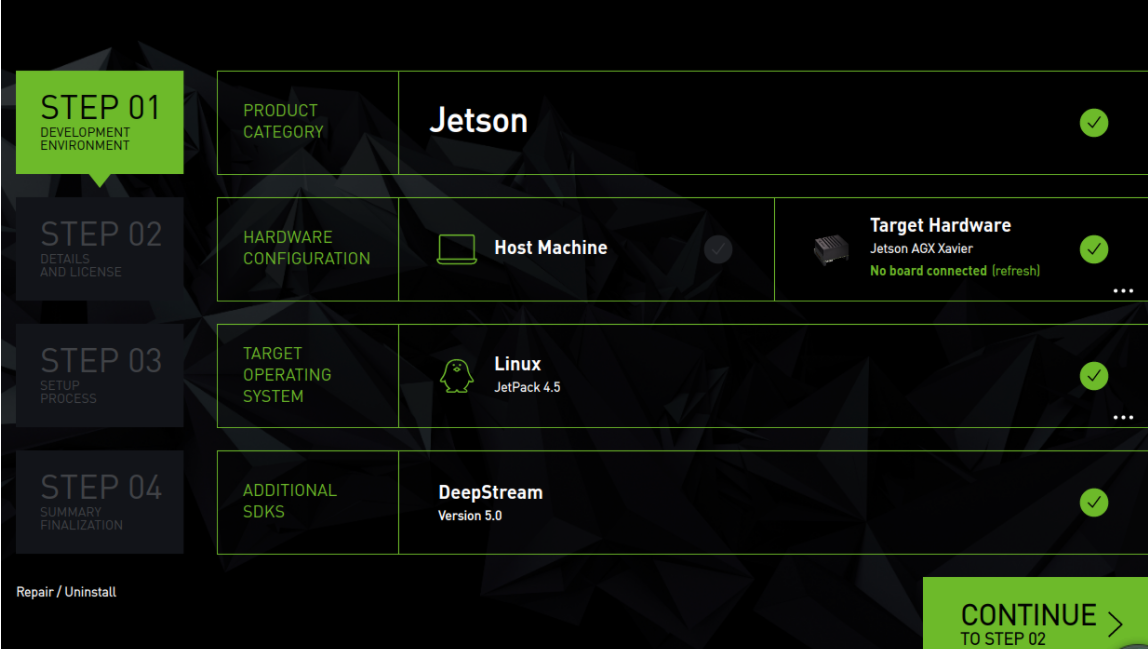 STEP 01
DEVELOPMENT
ENVIRONMENT
PRODUCT
CATEGORY
Jetson
STEP 02
DETAILS
AND LICENSE
HARDWARE
CONFIGURATION
Host Machine
Target Hardware
Jetson AGX Xavier
No board connected (refresh)
...
STEP 03
SETUP
PROCESS
TARGET
OPERATING
SYSTEM
Linux
JetPack 4.5
...
STEP 04
SUMMARY
FINALIZATION
ADDITIONAL
SDKS
DeepStream
Version 5.0
Repair / Uninstall
CONTINUE
TO STEP 02